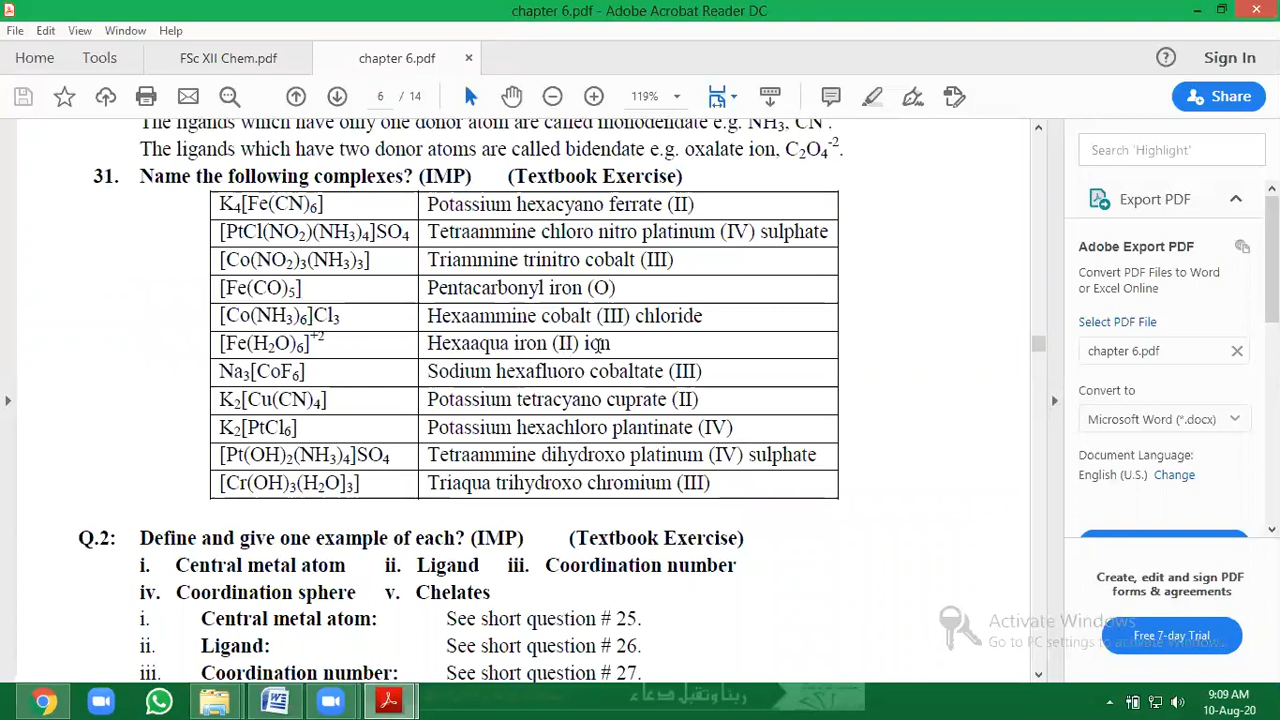 chapter 6.pdf - Adobe Acrobat Reader DC
File Edit View Window Help
Home Tools FSc XII Chem.pdf chapter 6.pdf × ? Sign In
6 / 14 119% Share
The ligands which have only one donor atom are called monodendate e.g. NH₃, CN⁻.
The ligands which have two donor atoms are called bidendate e.g. oxalate ion, C₂O₄⁻².
31. Name the following complexes? (IMP) (Textbook Exercise)
K₄[Fe(CN)₆] Potassium hexacyano ferrate (II)
[PtCl(NO₂)(NH₃)₄]SO₄ Tetraammine chloro nitro platinum (IV) sulphate
[Co(NO₂)₃(NH₃)₃] Triammine trinitro cobalt (III)
[Fe(CO)₅] Pentacarbonyl iron (O)
[Co(NH₃)₆]Cl₃ Hexaammine cobalt (III) chloride
[Fe(H₂O)₆]⁺² Hexaaqua iron (II) ion
Na₃[CoF₆] Sodium hexafluoro cobaltate (III)
K₂[Cu(CN)₄] Potassium tetracyano cuprate (II)
K₂[PtCl₆] Potassium hexachloro plantinate (IV)
[Pt(OH)₂(NH₃)₄]SO₄ Tetraammine dihydroxo platinum (IV) sulphate
[Cr(OH)₃(H₂O]₃] Triaqua trihydroxo chromium (III)
Q.2: Define and give one example of each? (IMP) (Textbook Exercise)
i. Central metal atom ii. Ligand iii. Coordination number
iv. Coordination sphere v. Chelates
i. Central metal atom: See short question # 25.
ii. Ligand: See short question # 26.
iii. Coordination number: See short question # 27.
Search 'Highlight'
Export PDF
Adobe Export PDF
Convert PDF Files to Word
or Excel Online
Select PDF File
chapter 6.pdf
Convert to
Microsoft Word (*.docx)
Document Language:
English (U.S.) Change
Create, edit and sign PDF
forms & agreements
Free 7-day Trial
Activate Windows
Go to PC settings to activate Windows.
ربنا وتقبل دعاء
9:09 AM
10-Aug-20